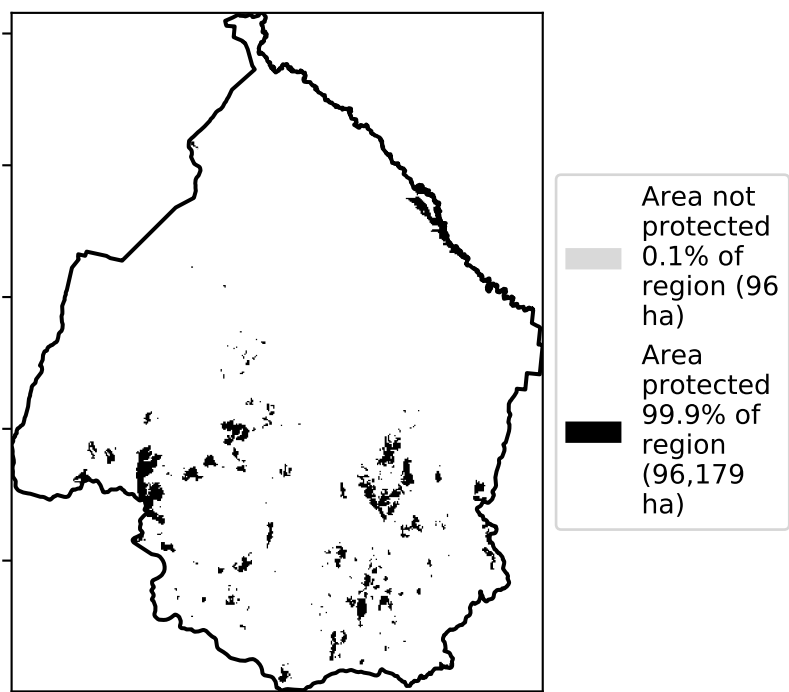 Area not
protected
0.1% of
region (96
ha)
Area
protected
99.9% of
region
(96,179
ha)